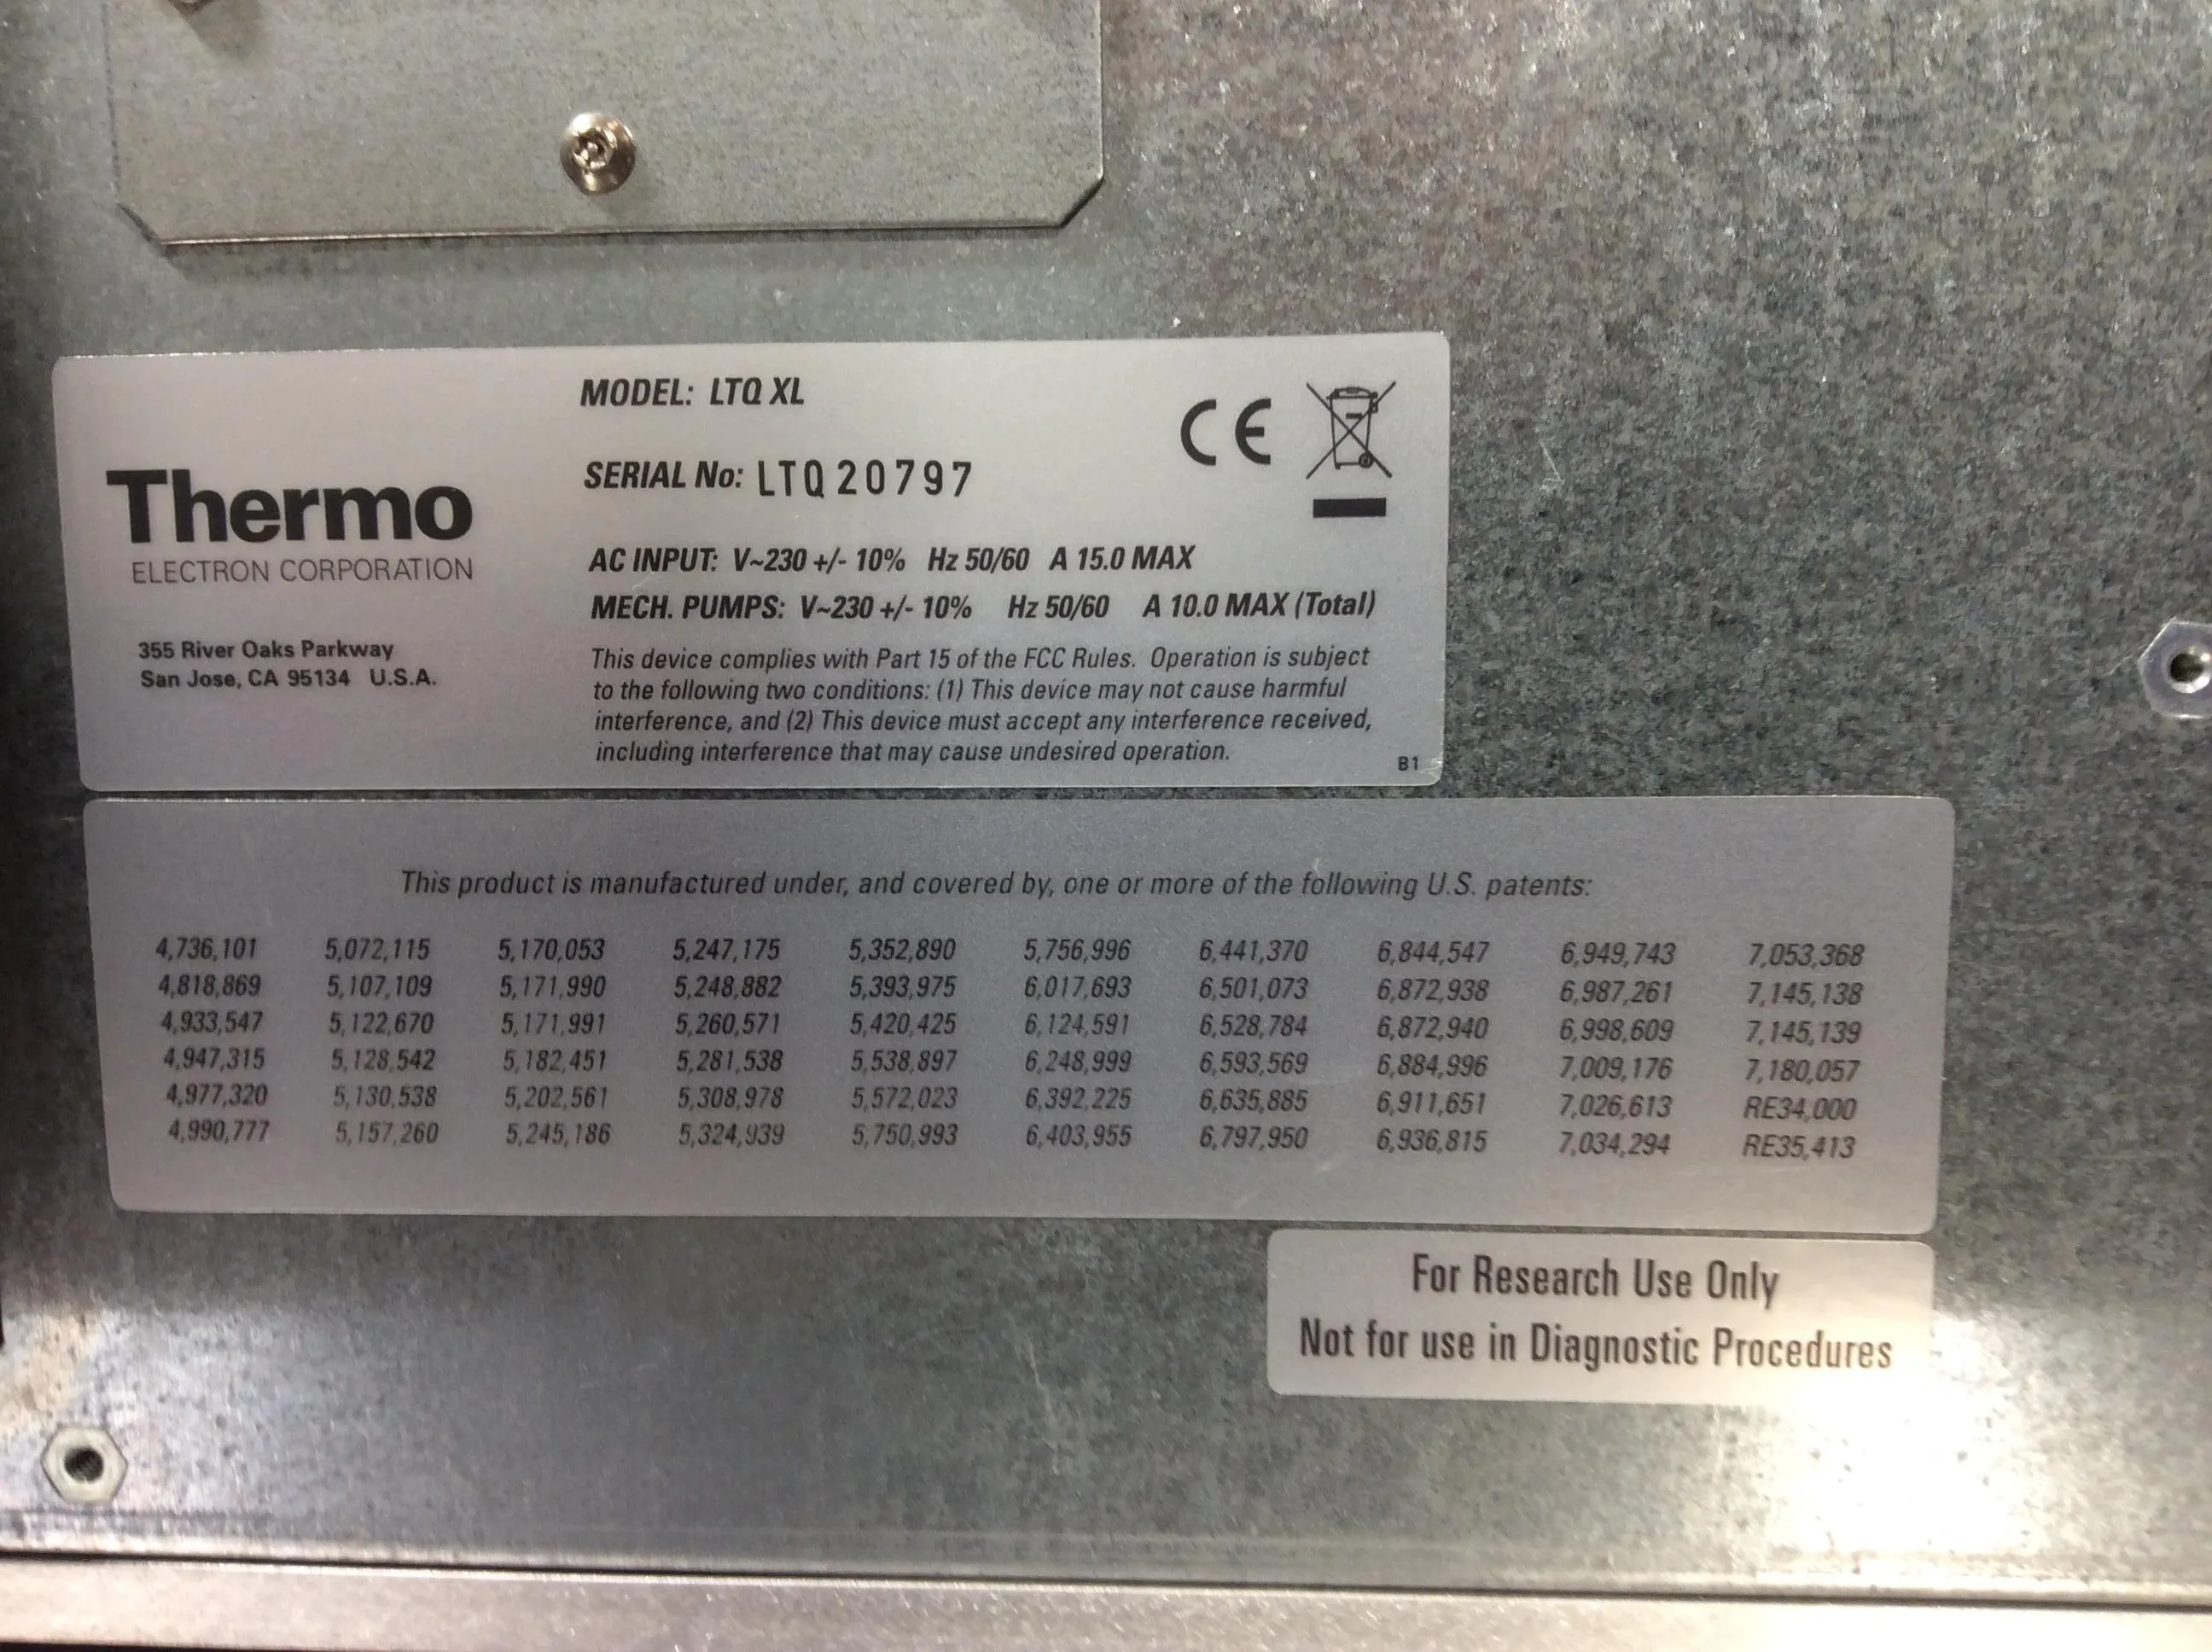 Thermo
ELECTRON CORPORATION
355 River Oaks Parkway
San Jose, CA 95134 U.S.A.
MODEL: LTQ XL
SERIAL No: LTQ20797
CE
AC INPUT: V~230 +/- 10% Hz 50/60 A 15.0 MAX
MECH. PUMPS: V~230 +/- 10% Hz 50/60 A 10.0 MAX (Total)
This device complies with Part 15 of the FCC Rules. Operation is subject
to the following two conditions: (1) This device may not cause harmful
interference, and (2) This device must accept any interference received,
including interference that may cause undesired operation.
B1
This product is manufactured under, and covered by, one or more of the following U.S. patents:
4,736,101 5,072,115 5,170,053 5,247,175 5,352,890 5,756,996 6,441,370 6,844,547 6,949,743 7,053,368
4,818,869 5,107,109 5,171,990 5,248,882 5,393,975 6,017,693 6,501,073 6,872,938 6,987,261 7,145,138
4,933,547 5,122,670 5,171,991 5,260,571 5,420,425 6,124,591 6,528,784 6,872,940 6,998,609 7,145,139
4,947,315 5,128,542 5,182,451 5,281,538 5,538,897 6,248,999 6,593,569 6,884,996 7,009,176 7,180,057
4,977,320 5,130,538 5,202,561 5,308,978 5,572,023 6,392,225 6,635,885 6,911,651 7,026,613 RE34,000
4,990,777 5,157,260 5,245,186 5,324,939 5,750,993 6,403,955 6,797,950 6,936,815 7,034,294 RE35,413
For Research Use Only
Not for use in Diagnostic Procedures